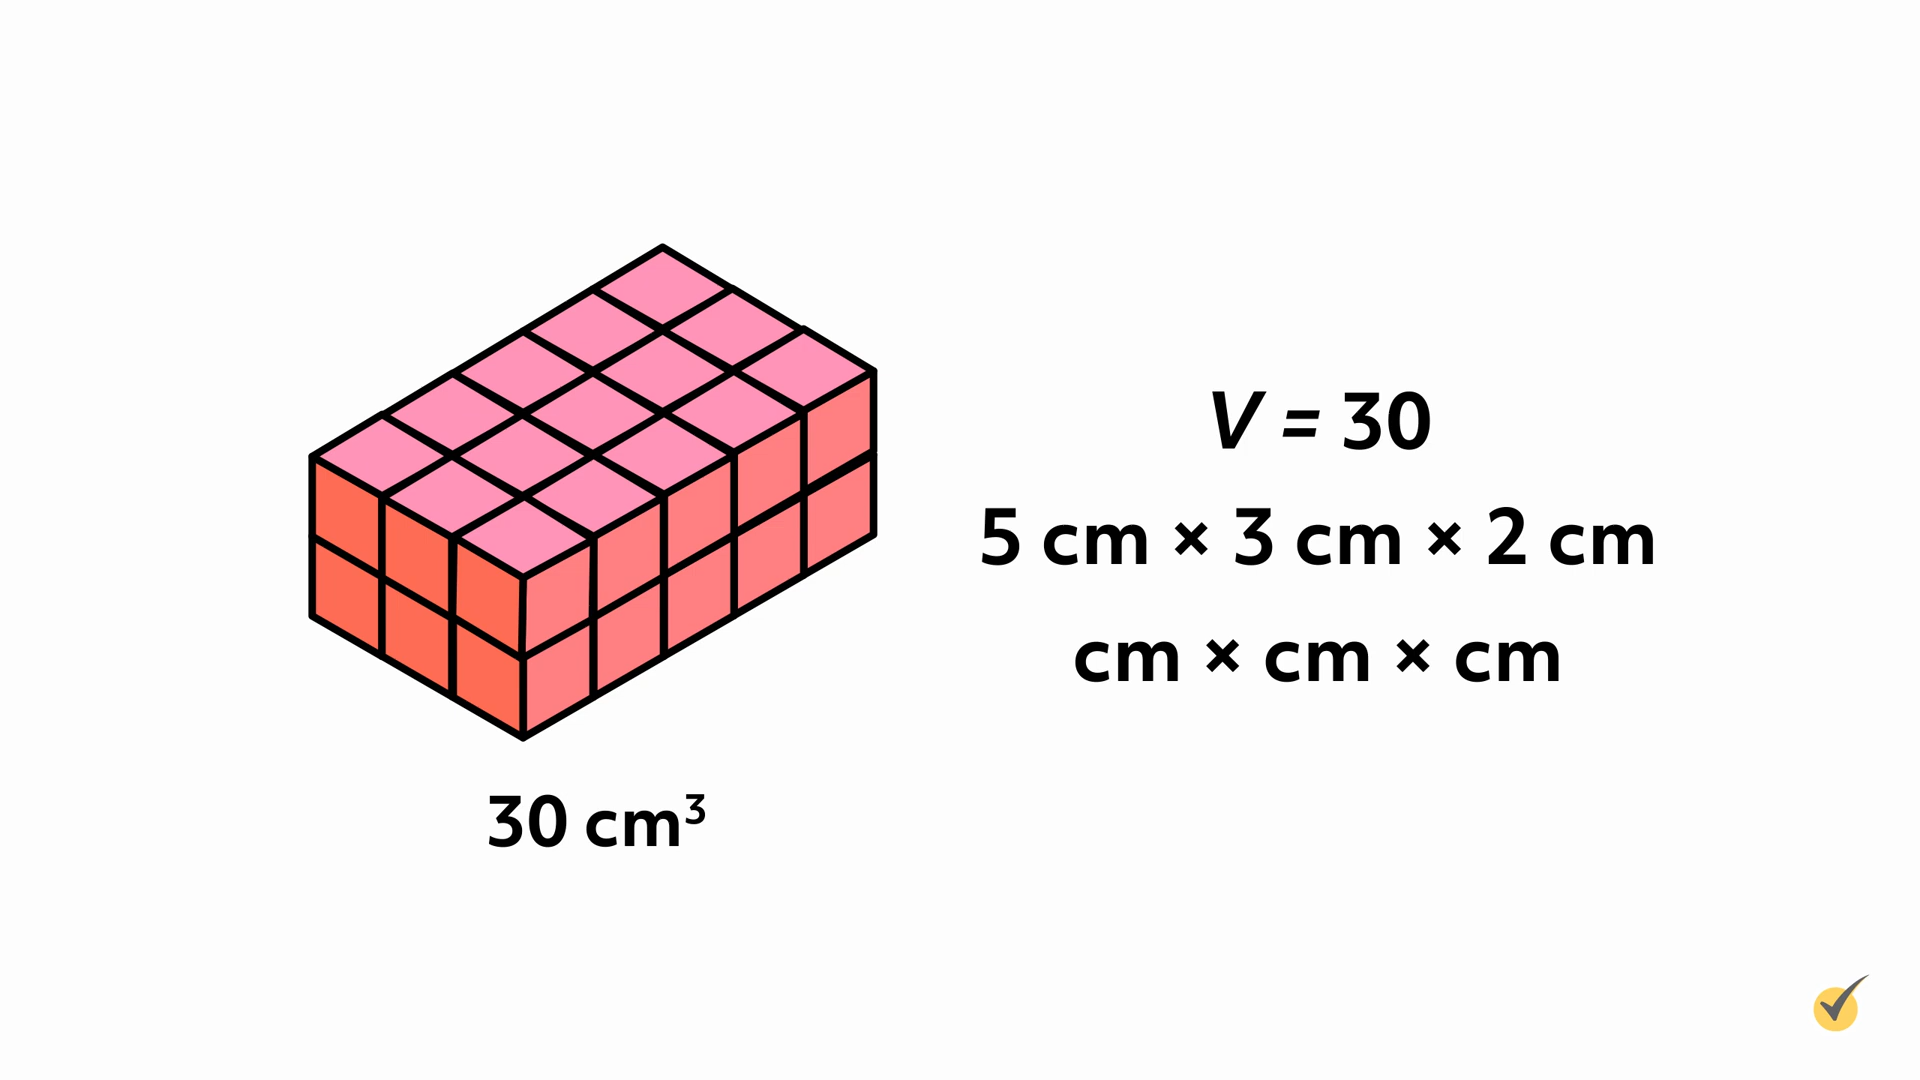 V = 30
5 cm × 3 cm × 2 cm
cm × cm × cm
30 cm³